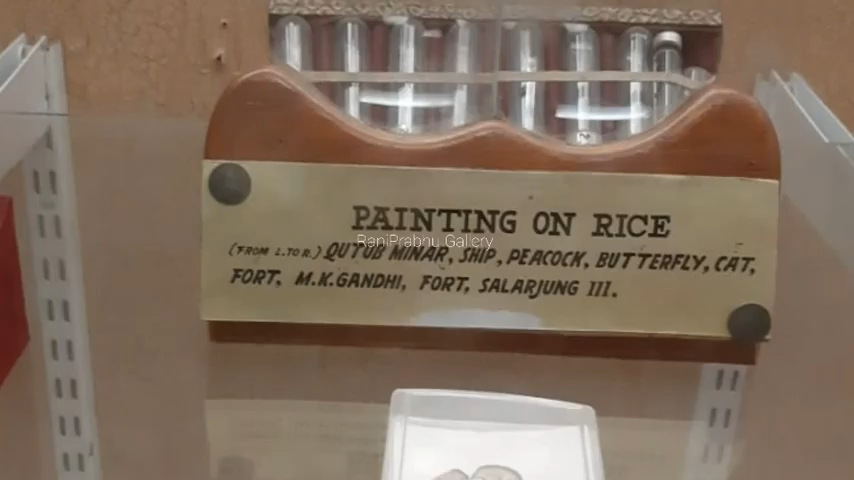 PAINTING ON RICE
RaniPrabhu Gallery
(FROM L.TO R.) QUTUB MINAR, SHIP, PEACOCK, BUTTERFLY, CAT,
FORT, M.K.GANDHI, FORT, SALARJUNG III.